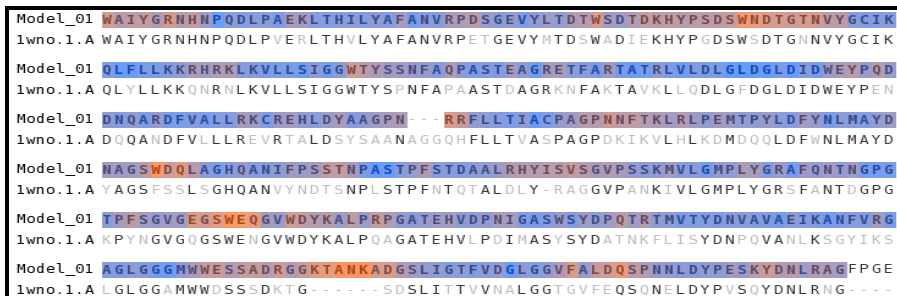 Model_01 WAIYGRNHNPQDLPAEKLTHILYAFANVRPDSGEVYLTDTWSDTDKHYPSDSWNDTGTNVYGCIK
1wno.1.A WAIYGRNHNPQDLPVERLTHVLYAFANVRPETGEVYMTDSWADIEKHYPGDSWSDTGNNVYGCIK
Model_01 QLFLLKKRHRKLKVLLSIGGWTYSSNFAQPASTEAGRETFARTATRLVLDLGLDGLDIDWEYPQD
1wno.1.A QLYLLKKQNRNLKVLLSIGGWTYSPNFAPAASTDAGRKNFAKTAVKLLQDLGFDGLDIDWEYPEN
Model_01 DNQARDFVALLRKCREHLDYAAGPN---RRFLLTIACPAGPNNFTKLRLPEMTPYLDFYNLMAYD
1wno.1.A DQQANDFVLLLREVRTALDSYSAANAGGQHFLLTVASPAGPDKIKVLHLKDMDQQLDFWNLMAYD
Model_01 NAGSWDQLAGHQANIFPSSTNPASTPFSTDAALRHYISVSGVPSSKMVLGMPLYGRAFQNTNGPG
1wno.1.A YAGSFSSLSGHQANVYNDTSNPLSTPFNTQTALDLY-RAGGVPANKIVLGMPLYGRSFANTDGPG
Model_01 TPFSGVGEGSWEQGVWDYKALPRPGATEHVDPNIGASWSYDPQTRTMVTYDNVAVAEIKANFVRG
1wno.1.A KPYNGVGQGSWENGVWDYKALPQAGATEHVLPDIMASYSYDATNKFLISYDNPQVANLKSGYIKS
Model_01 AGLGGGMWWESSADRGGKTANKADGSLIGTFVDGLGGVFALDQSPNNLDYPESKYDNLRAGFPGE
1wno.1.A LGLGGAMWWDSSSDKTG------SDSLITTVVNALGGTGVFEQSQNELDYPVSQYDNLRNG----